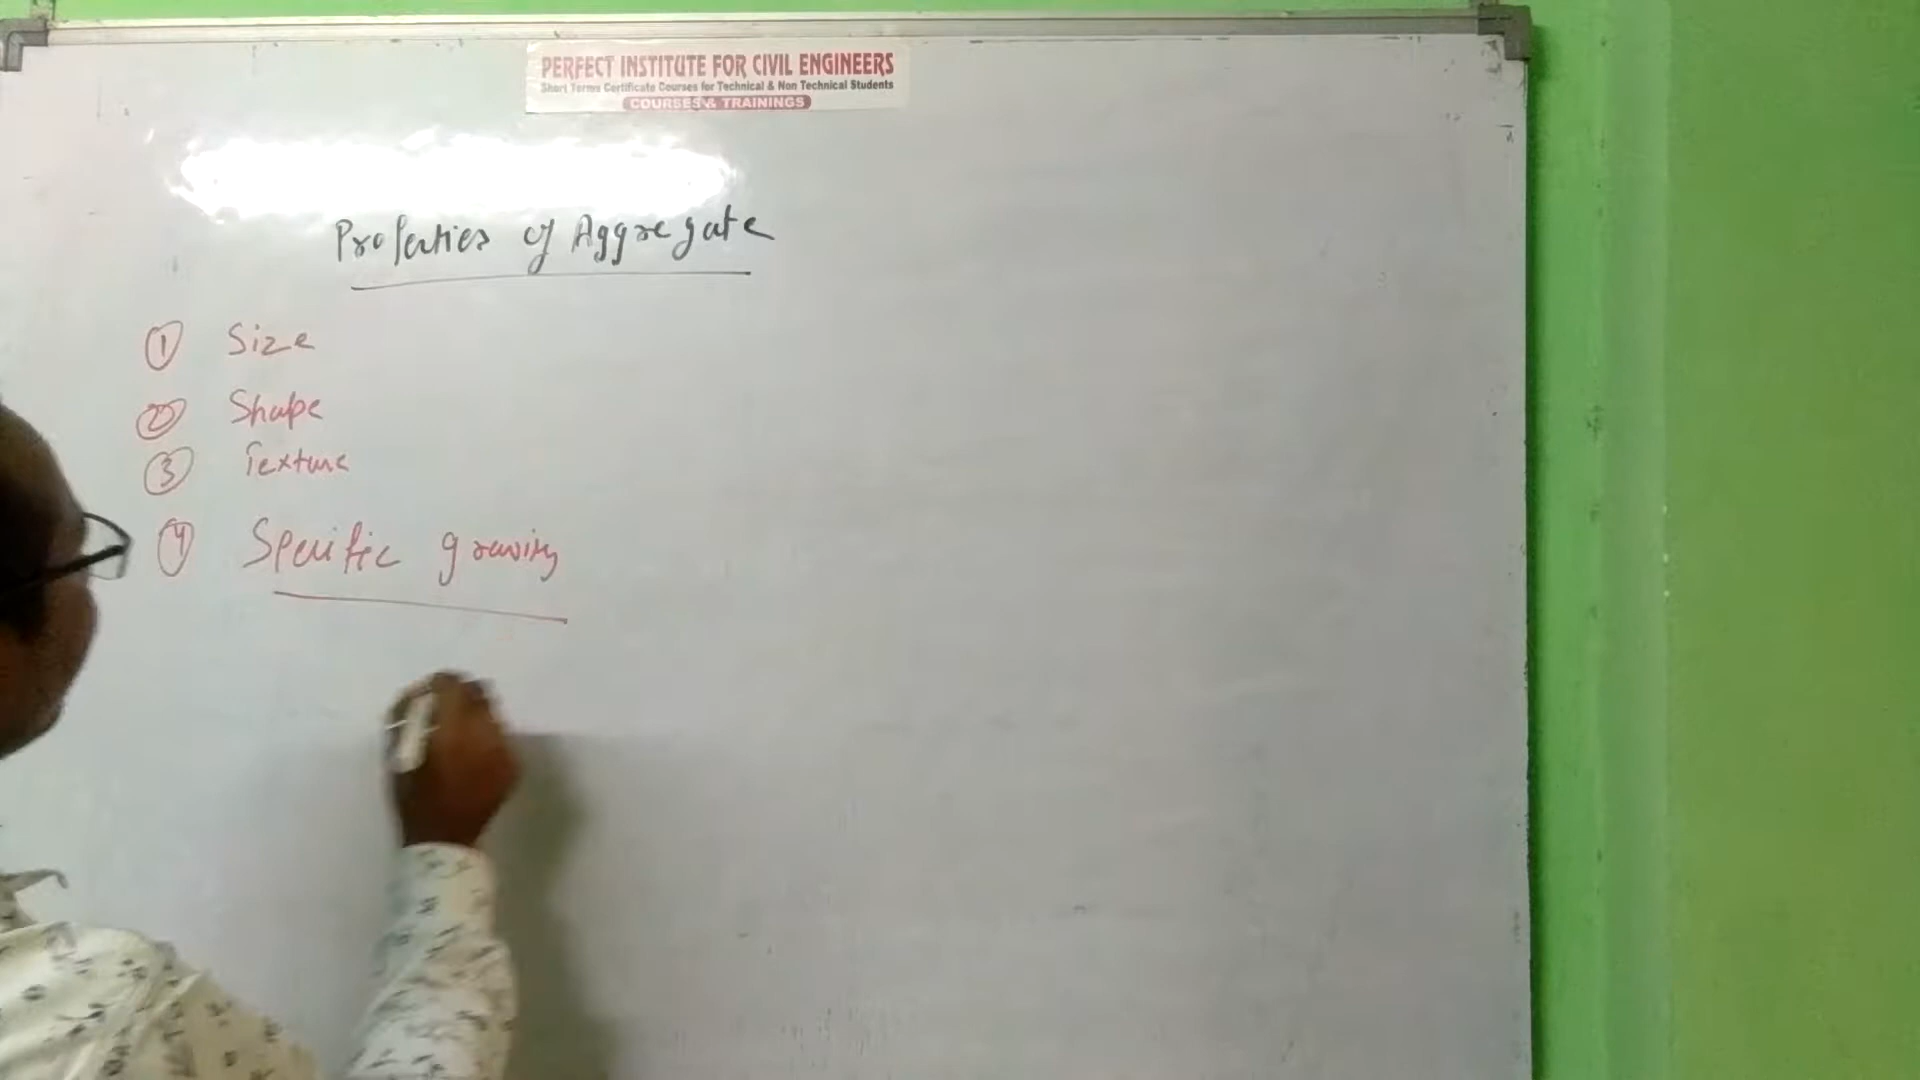 PERFECT INSTITUTE FOR CIVIL ENGINEERS
Short Terms Certificate Courses for Technical & Non Technical Students
COURSES & TRAININGS
Properties of Aggregate
① Size
② Shape
③ Texture
④ Specific gravity